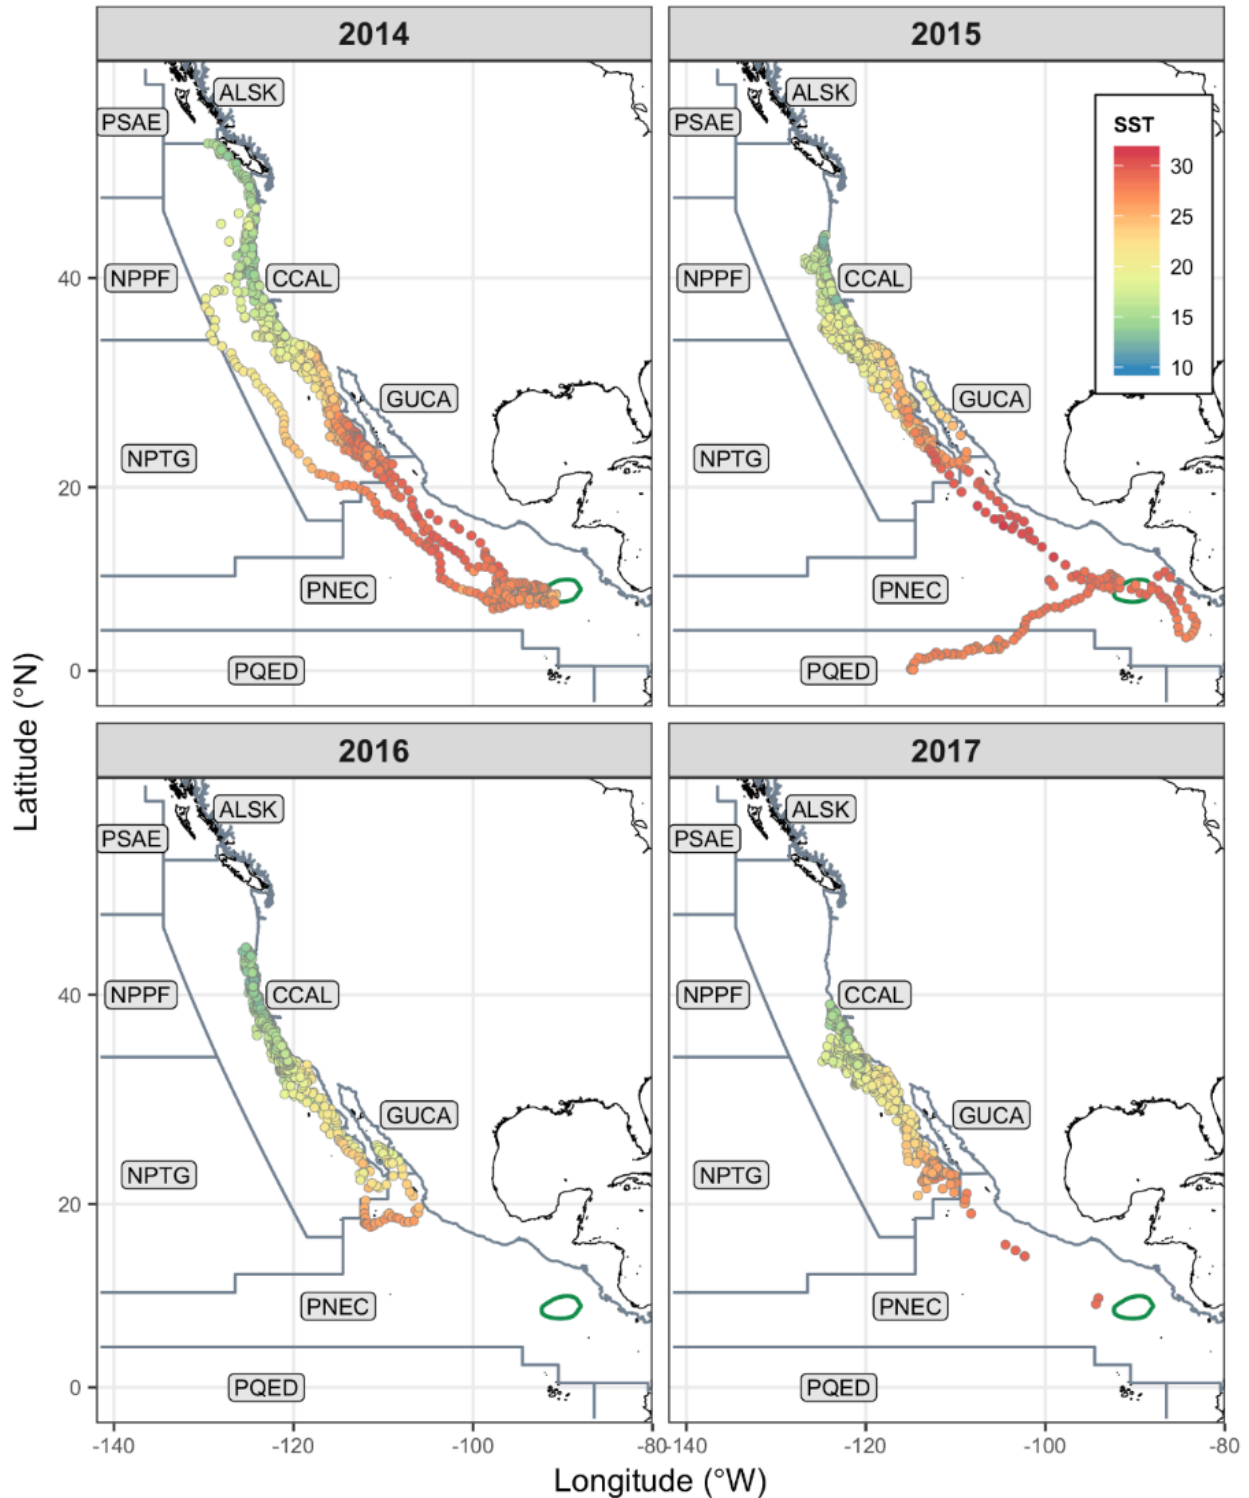 2014
2015
ALSK
PSAE
NPPF
CCAL
GUCA
NPTG
PNEC
PQED
40
20
0
ALSK
PSAE
NPPF
CCAL
GUCA
NPTG
PNEC
PQED
SST
30
25
20
15
10
Latitude (°N)
2016
2017
ALSK
PSAE
NPPF
CCAL
GUCA
NPTG
PNEC
PQED
40
20
0
ALSK
PSAE
NPPF
CCAL
GUCA
NPTG
PNEC
PQED
-140
-120
-100
-80
-140
-120
-100
-80
Longitude (°W)